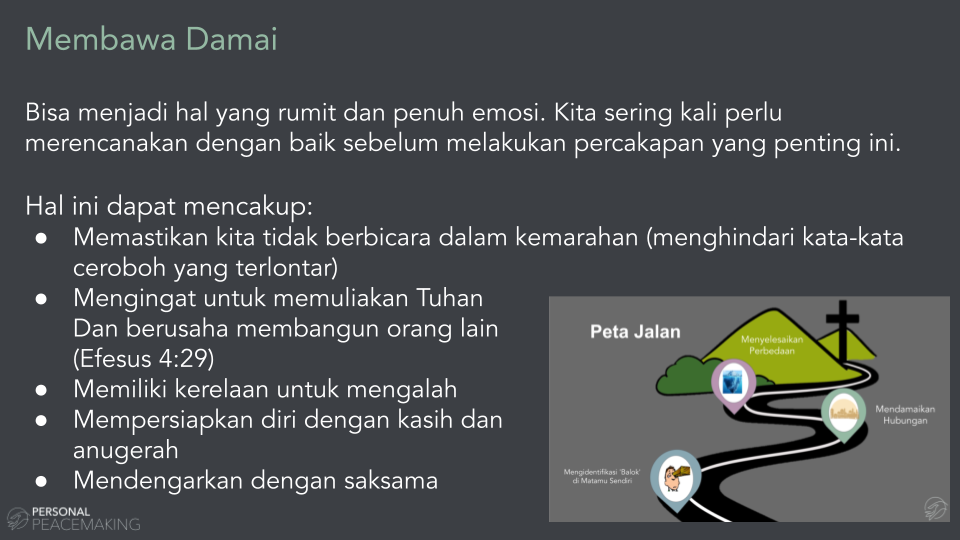 Membawa Damai
Bisa menjadi hal yang rumit dan penuh emosi. Kita sering kali perlu
merencanakan dengan baik sebelum melakukan percakapan yang penting ini.
Hal ini dapat mencakup:
● Memastikan kita tidak berbicara dalam kemarahan (menghindari kata-kata
ceroboh yang terlontar)
● Mengingat untuk memuliakan Tuhan
Dan berusaha membangun orang lain
(Efesus 4:29)
● Memiliki kerelaan untuk mengalah
● Mempersiapkan diri dengan kasih dan
anugerah
● Mendengarkan dengan saksama
Peta Jalan
Menyelesaikan
Perbedaan
Mendamaikan
Hubungan
Mengidentifikasi 'Balok'
di Matamu Sendiri
PERSONAL
PEACEMAKING